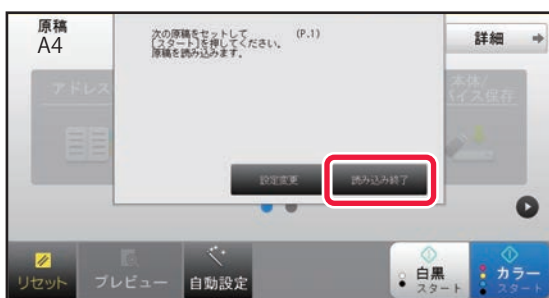 原稿
A4
次の原稿をセットして (P.1)
[スタート]を押してください。
原稿を読み込みます。
詳細
アドレス
本体/
バイス保存
設定変更
読み込み終了
リセット
プレビュー
自動設定
白黒
スタート
カラー
スタート